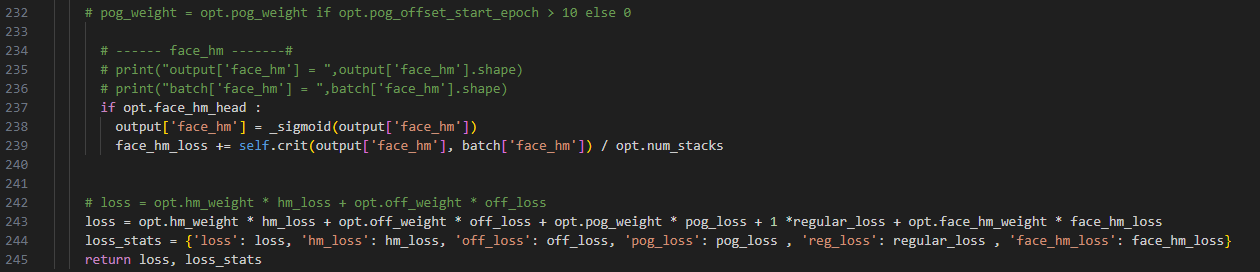 232 # pog_weight = opt.pog_weight if opt.pog_offset_start_epoch > 10 else 0
233
234 # ------ face_hm -------#
235 # print("output['face_hm'] = ",output['face_hm'].shape)
236 # print("batch['face_hm'] = ",batch['face_hm'].shape)
237 if opt.face_hm_head :
238 output['face_hm'] = _sigmoid(output['face_hm'])
239 face_hm_loss += self.crit(output['face_hm'], batch['face_hm']) / opt.num_stacks
240
241
242 # loss = opt.hm_weight * hm_loss + opt.off_weight * off_loss
243 loss = opt.hm_weight * hm_loss + opt.off_weight * off_loss + opt.pog_weight * pog_loss + 1 *regular_loss + opt.face_hm_weight * face_hm_loss
244 loss_stats = {'loss': loss, 'hm_loss': hm_loss, 'off_loss': off_loss, 'pog_loss': pog_loss , 'reg_loss': regular_loss , 'face_hm_loss': face_hm_loss}
245 return loss, loss_stats